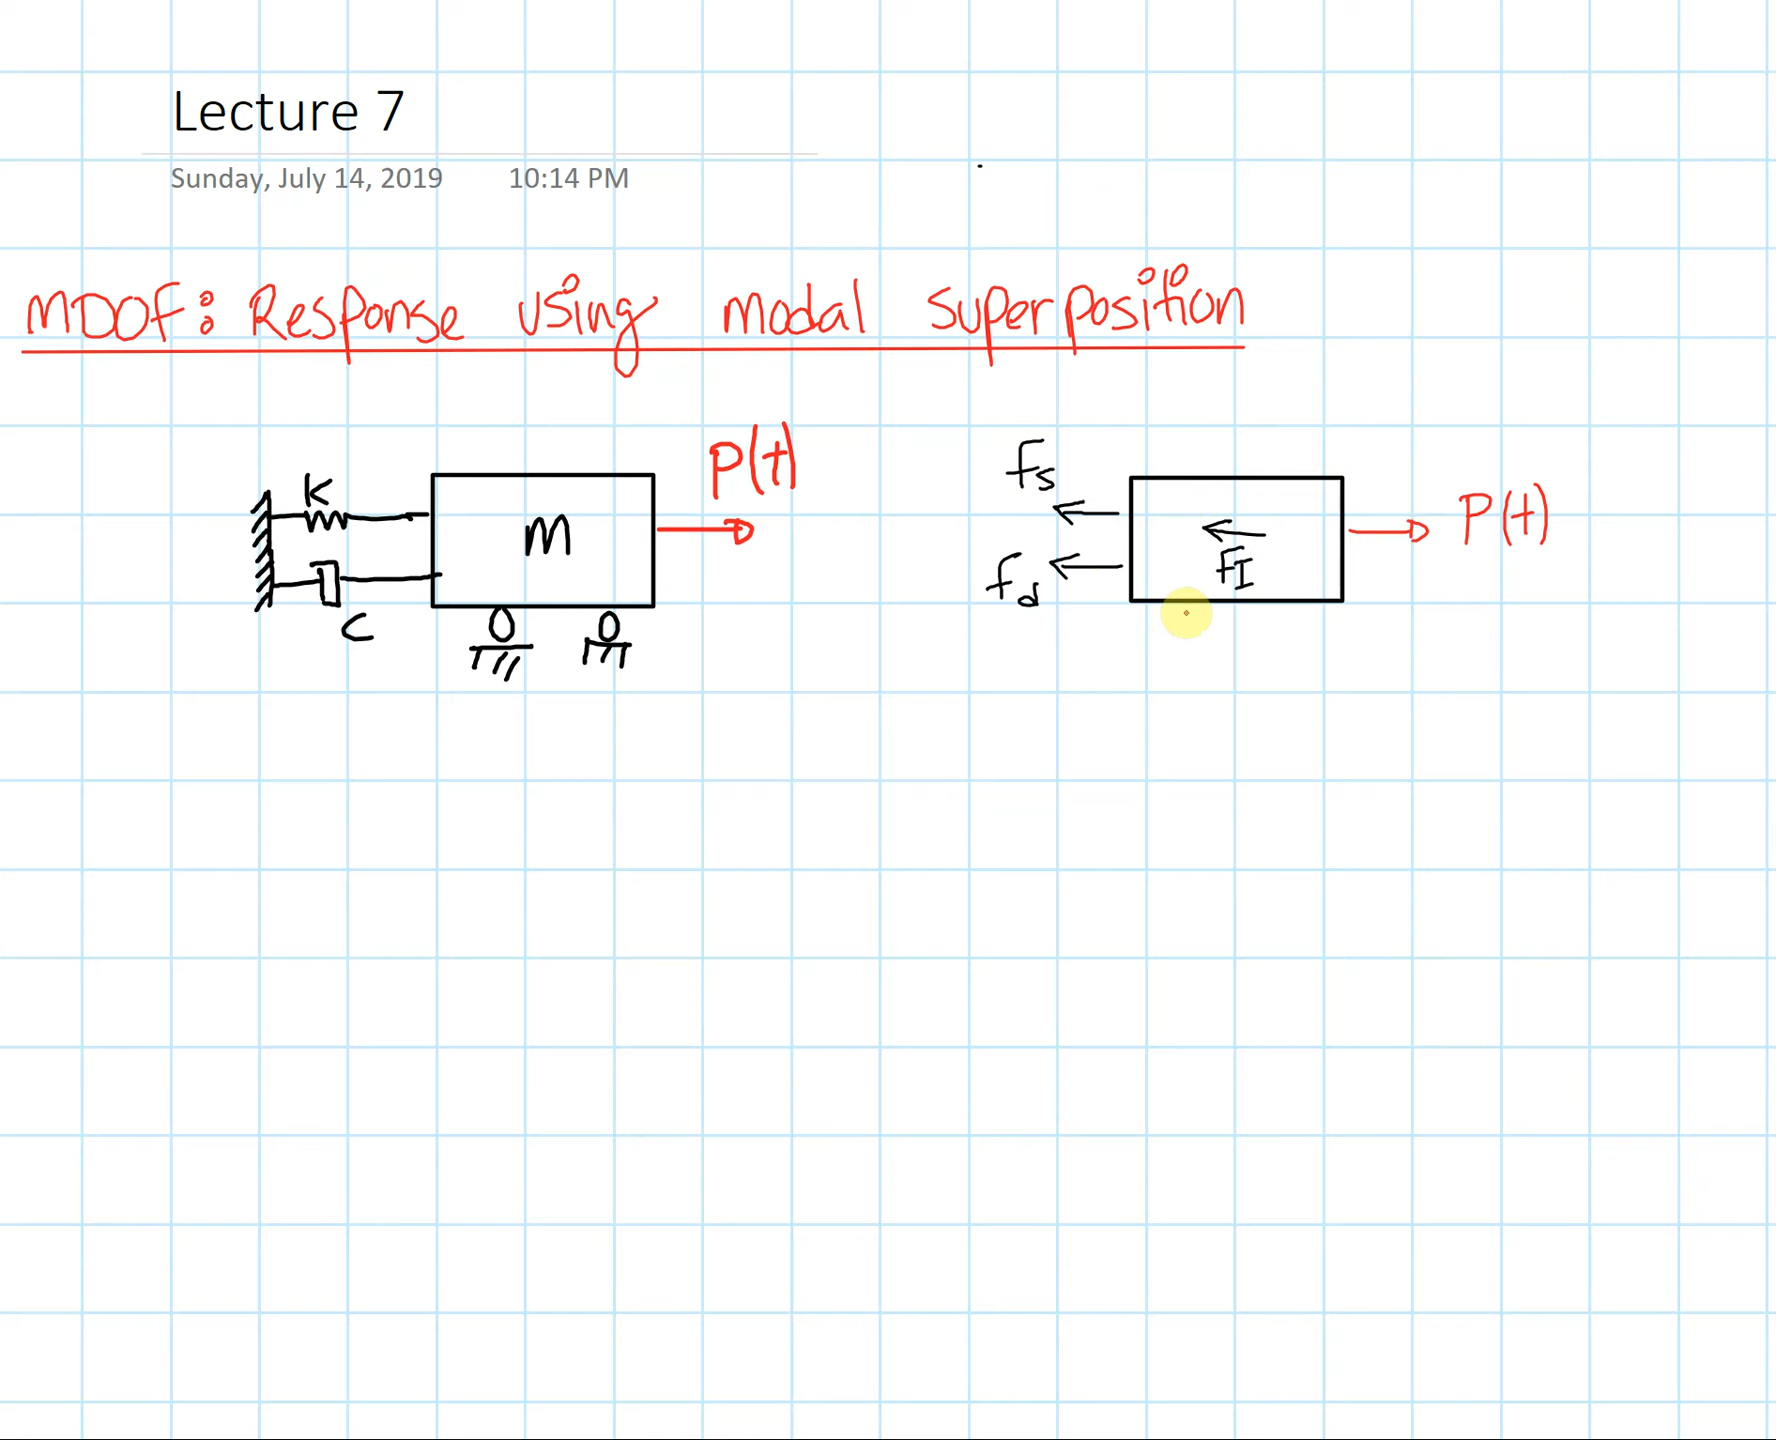 Lecture 7
Sunday, July 14, 2019 10:14 PM
MDOF: Response using modal superposition
K
C
m
P(t)
fs
fd
FI
P(t)